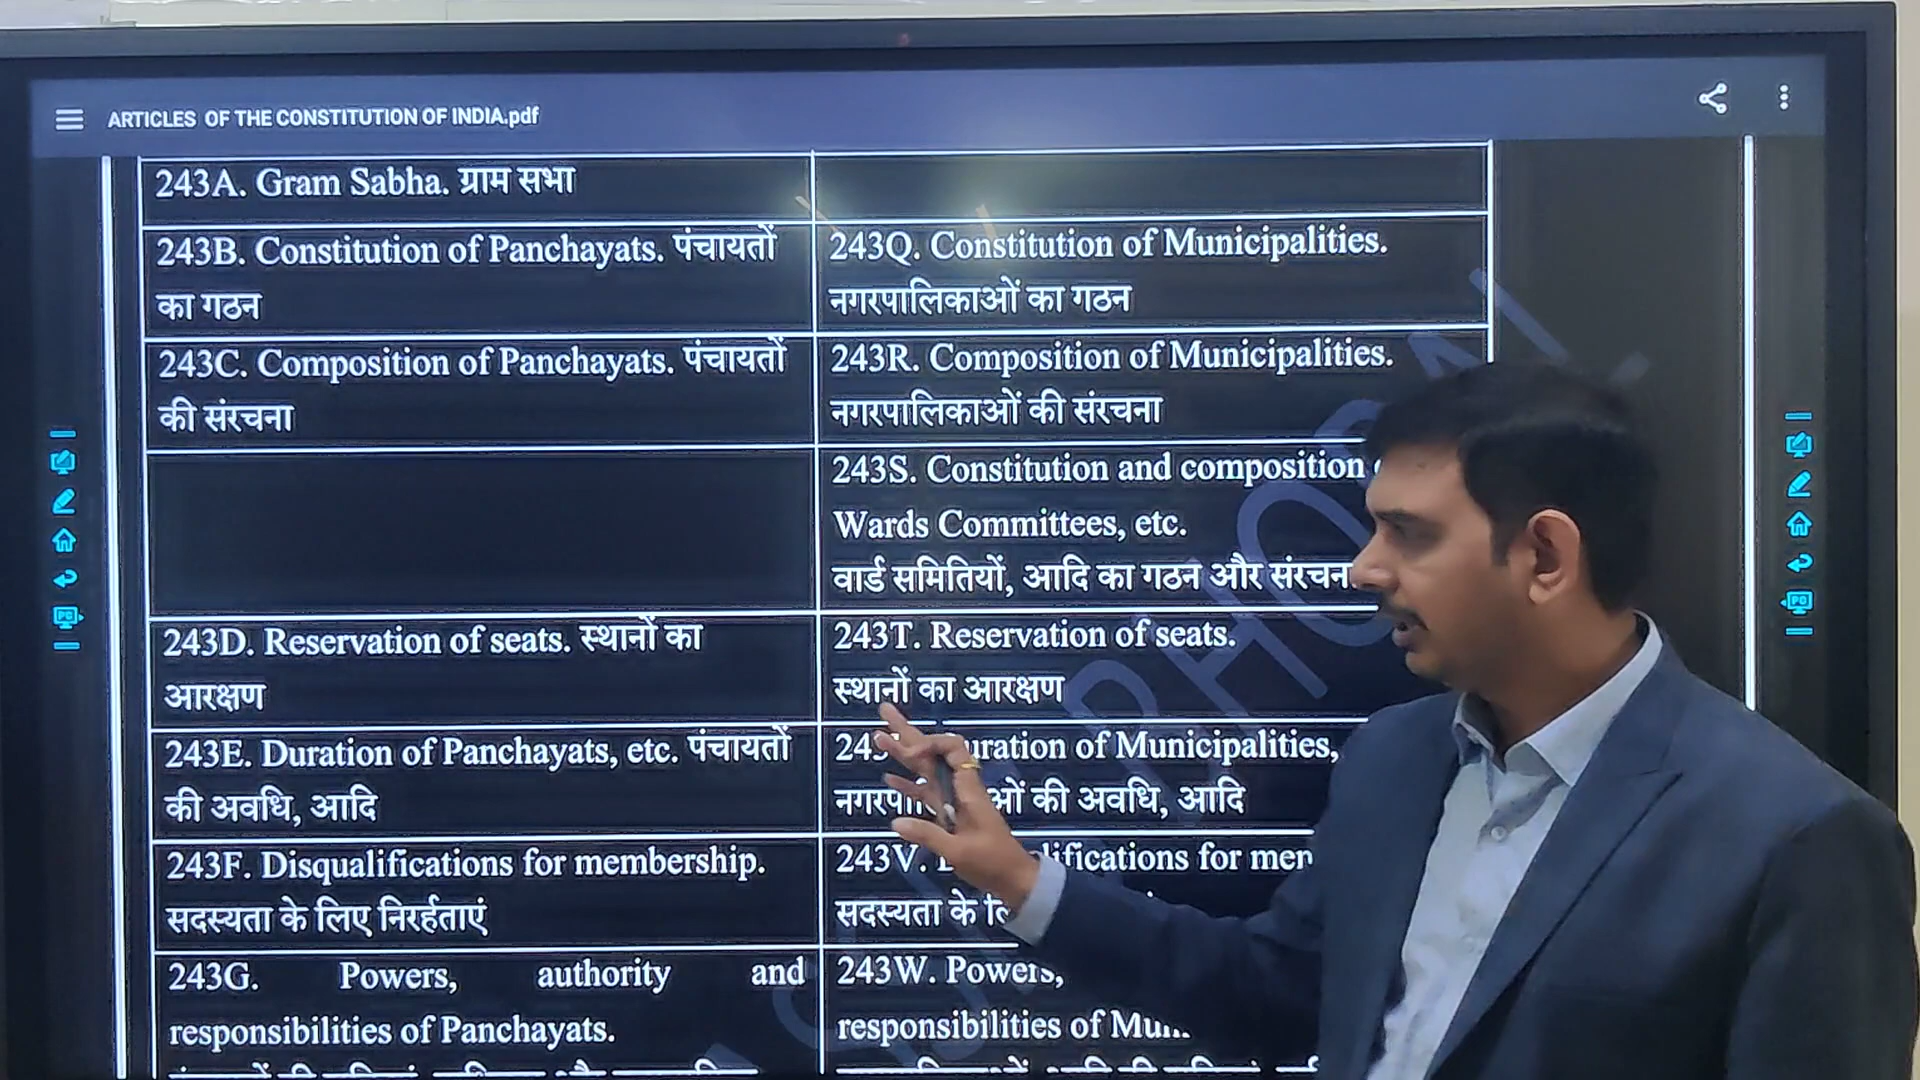 ARTICLES OF THE CONSTITUTION OF INDIA.pdf
243A. Gram Sabha. ग्राम सभा
243B. Constitution of Panchayats. पंचायतों
का गठन
243Q. Constitution of Municipalities.
नगरपालिकाओं का गठन
243C. Composition of Panchayats. पंचायतों
की संरचना
243R. Composition of Municipalities.
नगरपालिकाओं की संरचना
243S. Constitution and composition
Wards Committees, etc.
वार्ड समितियों, आदि का गठन और
243D. Reservation of seats. स्थानों का
आरक्षण
243T. Reservation of seats.
स्थानों का आरक्षण
243E. Duration of Panchayats, etc. पंचायतों
की अवधि, आदि
of Municipalities,
की अवधि, आदि
243F. Disqualifications for membership.
सदस्यता के लिए निरर्हताएं
243V. for
सदस्यता के
243G. Powers, authority and
responsibilities of Panchayats.
243W. Powers,
responsibilities of
BHOPAL